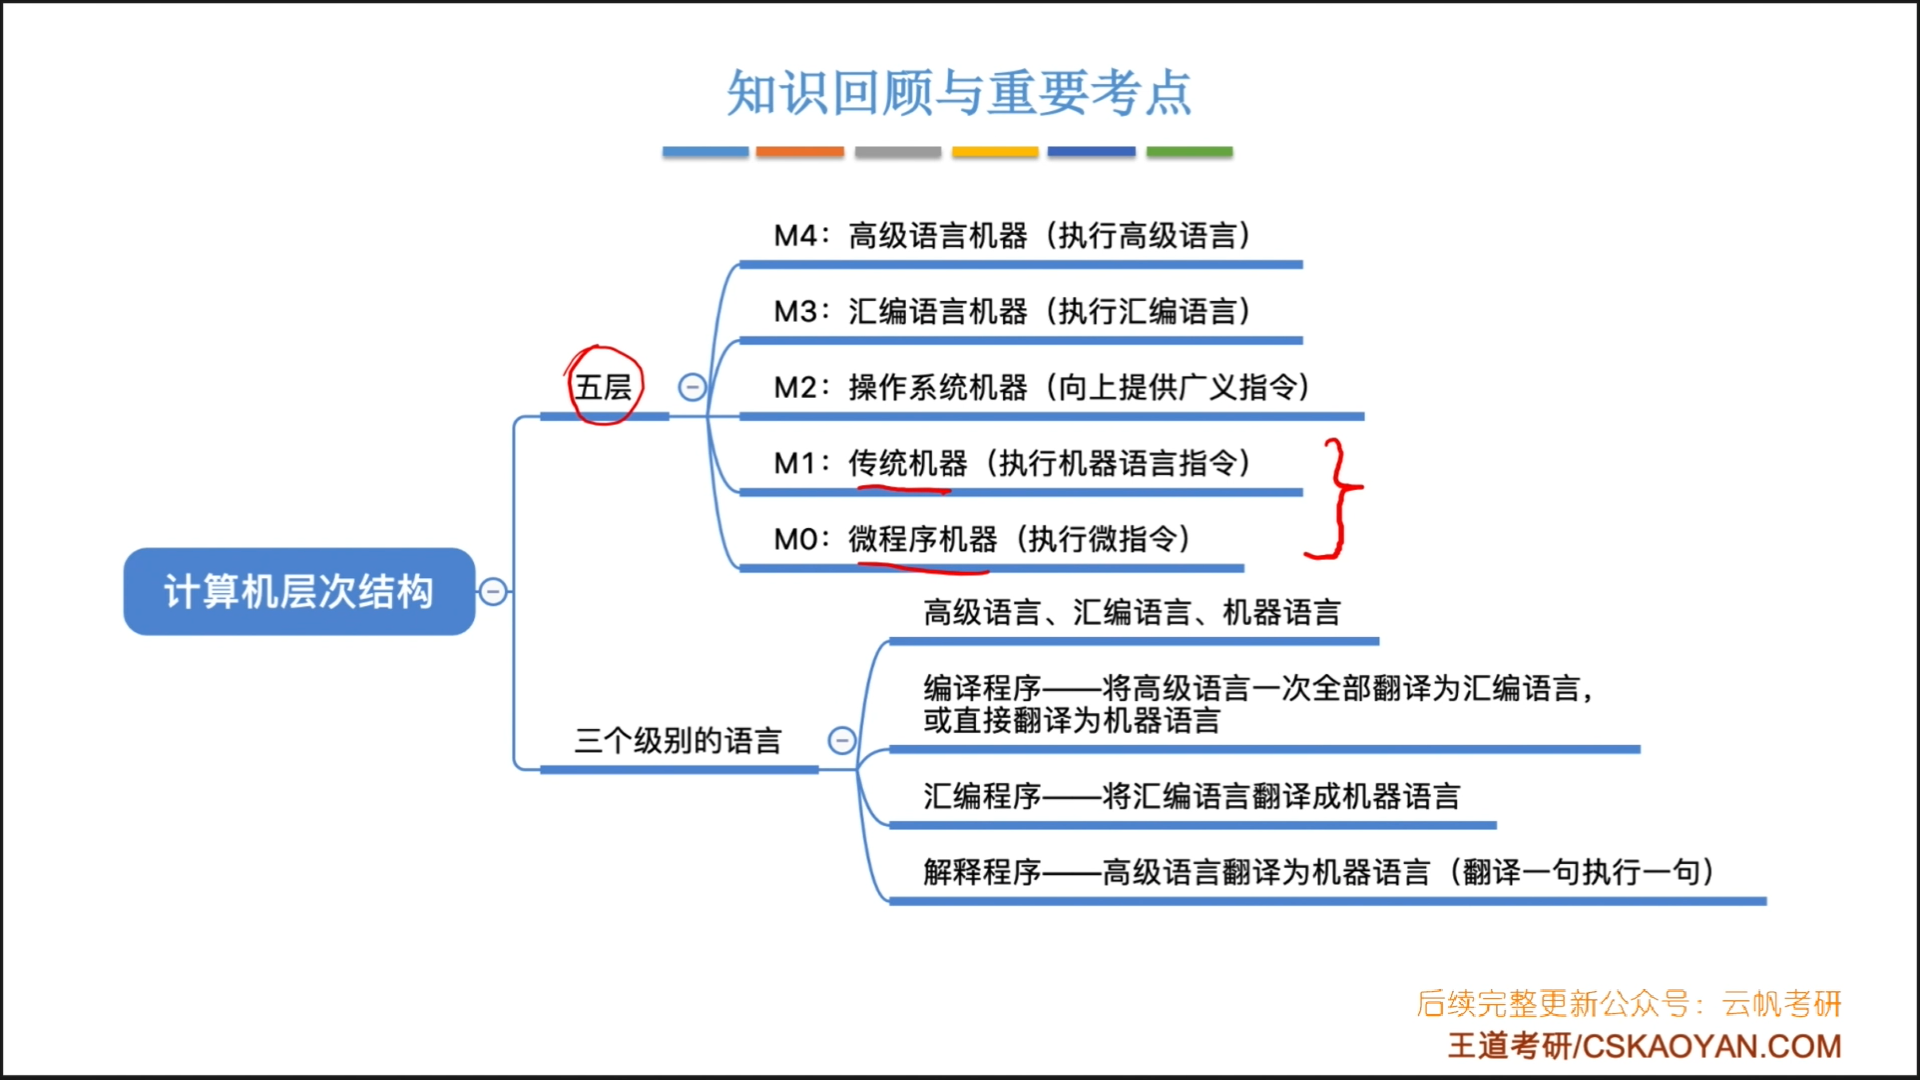 知识回顾与重要考点
M4：高级语言机器（执行高级语言）
M3：汇编语言机器（执行汇编语言）
五层
M2：操作系统机器（向上提供广义指令）
M1：传统机器（执行机器语言指令）
M0：微程序机器（执行微指令）
计算机层次结构
高级语言、汇编语言、机器语言
编译程序——将高级语言一次全部翻译为汇编语言，
或直接翻译为机器语言
三个级别的语言
汇编程序——将汇编语言翻译成机器语言
解释程序——高级语言翻译为机器语言（翻译一句执行一句）
后续完整更新公众号：云帆考研
王道考研/CSKAOYAN.COM